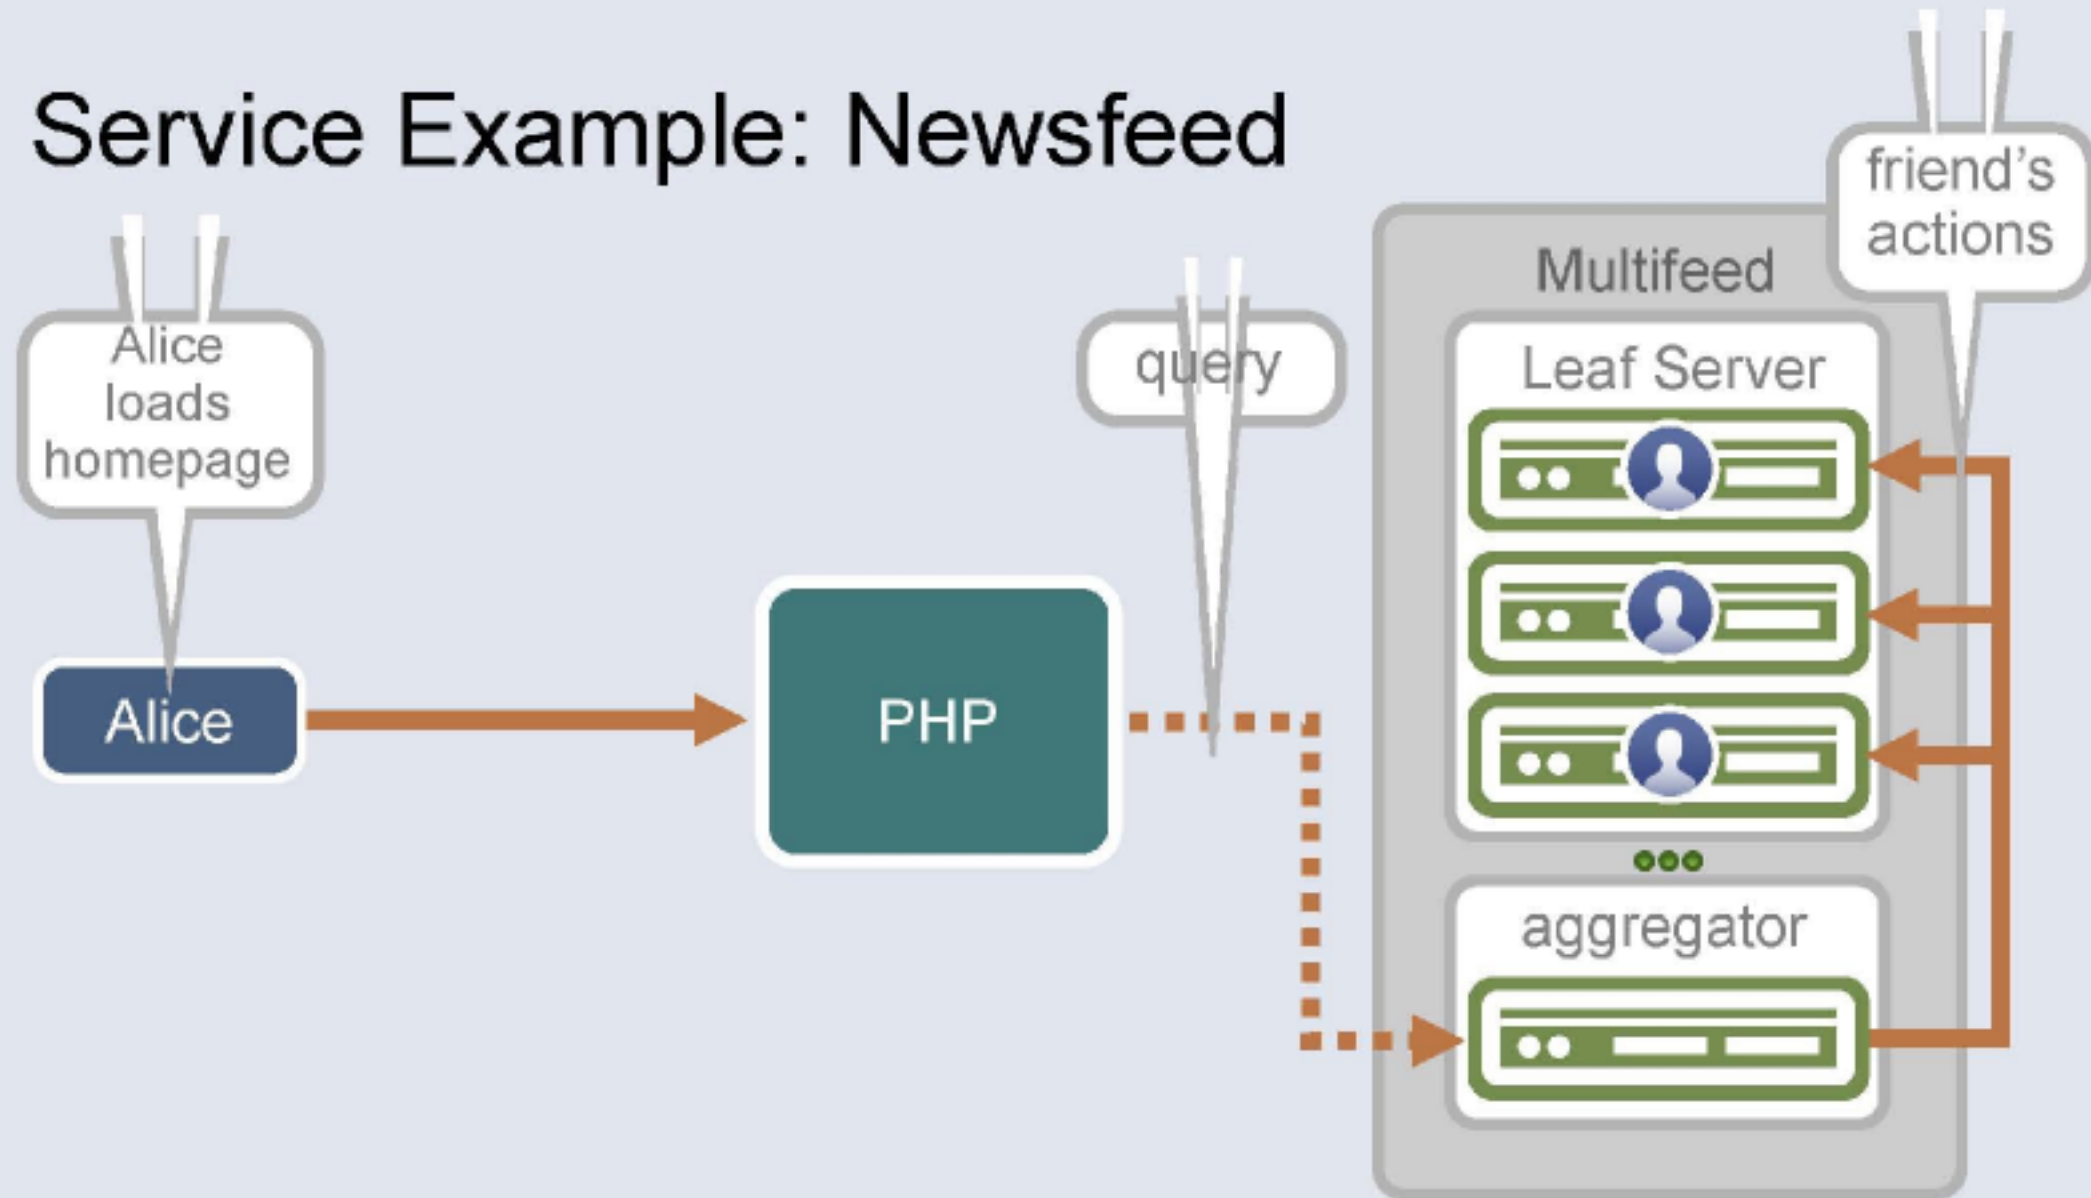 Service Example: Newsfeed
friend's
actions
Multifeed
Alice
loads
homepage
query
Leaf Server
Alice
PHP
aggregator